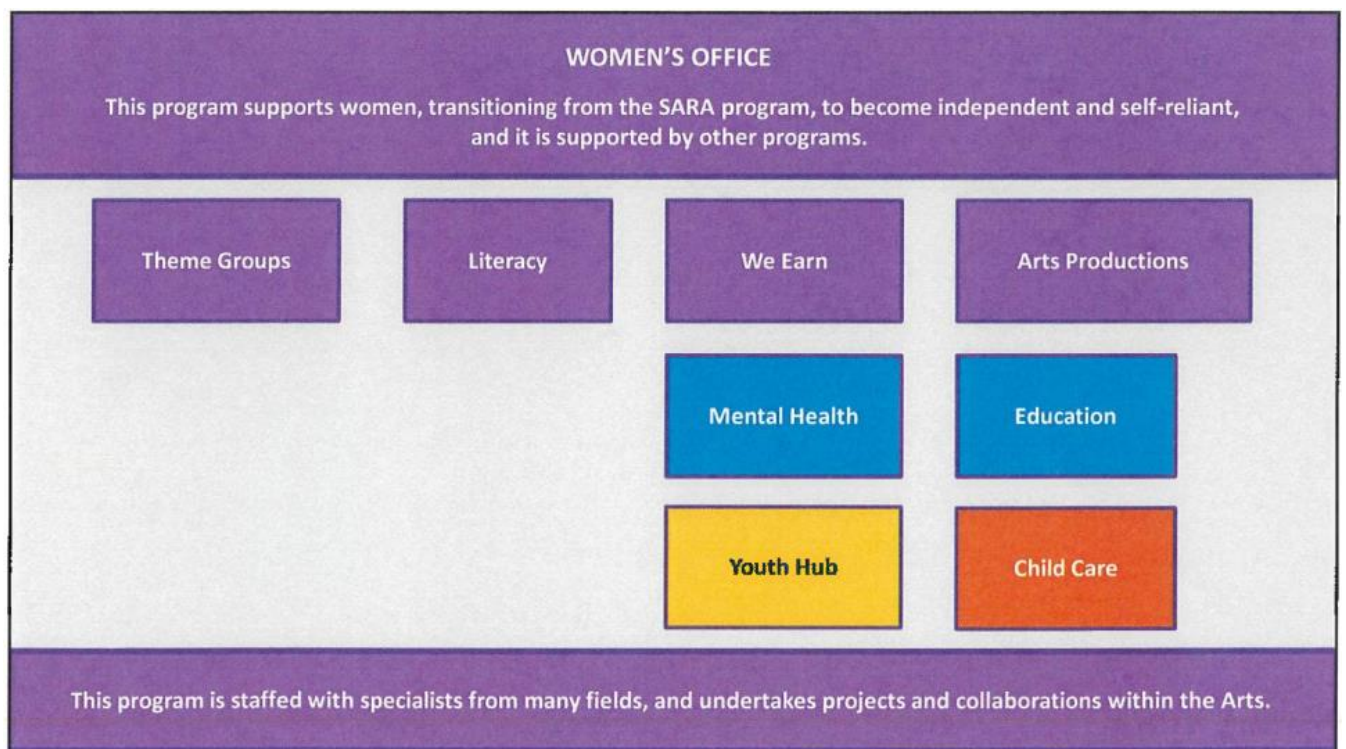 WOMEN'S OFFICE
This program supports women, transitioning from the SARA program, to become independent and self-reliant,
and it is supported by other programs.
Theme Groups
Literacy
We Earn
Arts Productions
Mental Health
Education
Youth Hub
Child Care
This program is staffed with specialists from many fields, and undertakes projects and collaborations within the Arts.